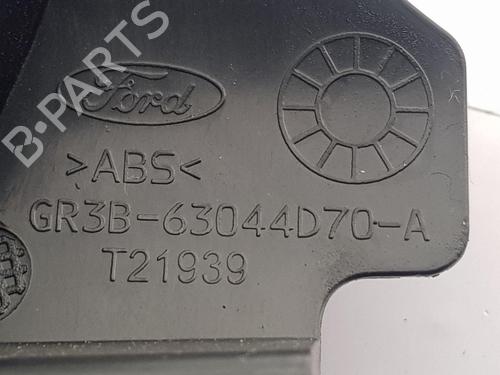 B-PARTS
Ford
>ABS<
GR3B-63044D70-A
T21939